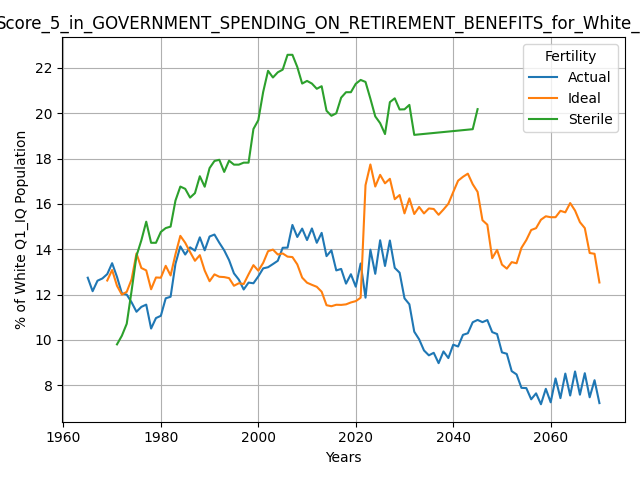 Score_5_in_GOVERNMENT_SPENDING_ON_RETIREMENT_BENEFITS_for_White_
% of White Q1_IQ Population
22
20
18
16
14
12
10
8
Fertility
Actual
Ideal
Sterile
1960
1980
2000
2020
2040
2060
Years